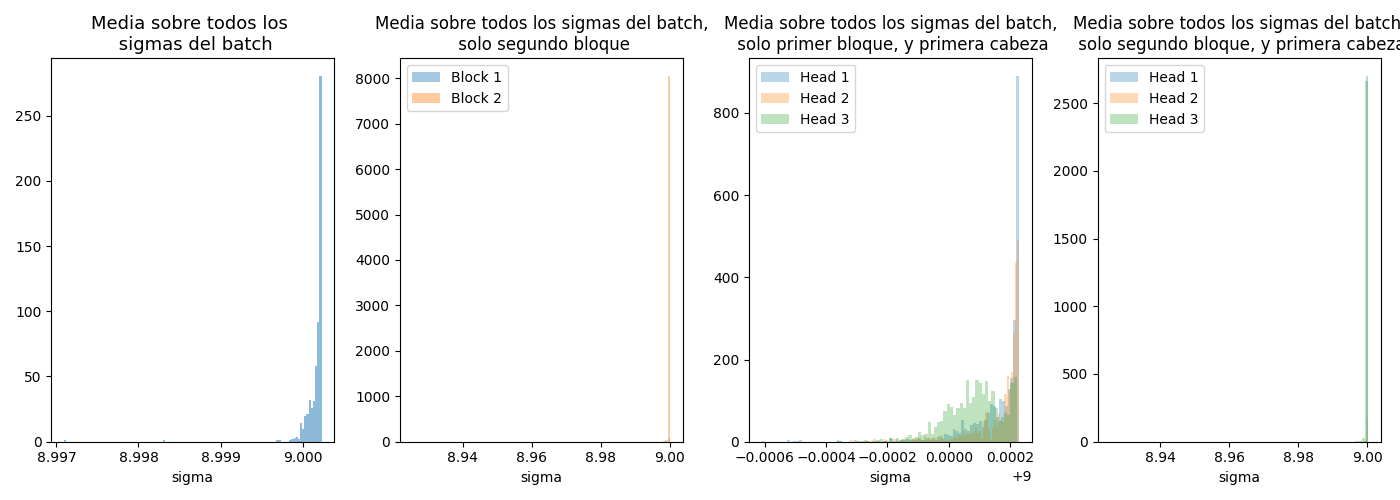 Media sobre todos los
sigmas del batch
250
200
150
100
50
0
8.997
8.998
8.999
9.000
sigma
Media sobre todos los sigmas del batch,
solo segundo bloque
Block 1
Block 2
8000
7000
6000
5000
4000
3000
2000
1000
0
8.94
8.96
8.98
9.00
sigma
Media sobre todos los sigmas del batch,
solo primer bloque, y primera cabeza
Head 1
Head 2
Head 3
800
600
400
200
0
−0.0006
−0.0004
−0.0002
0.0000
0.0002
sigma
+9
Media sobre todos los sigmas del batch
solo segundo bloque, y primera cabeza
Head 1
Head 2
Head 3
2500
2000
1500
1000
500
0
8.94
8.96
8.98
9.00
sigma